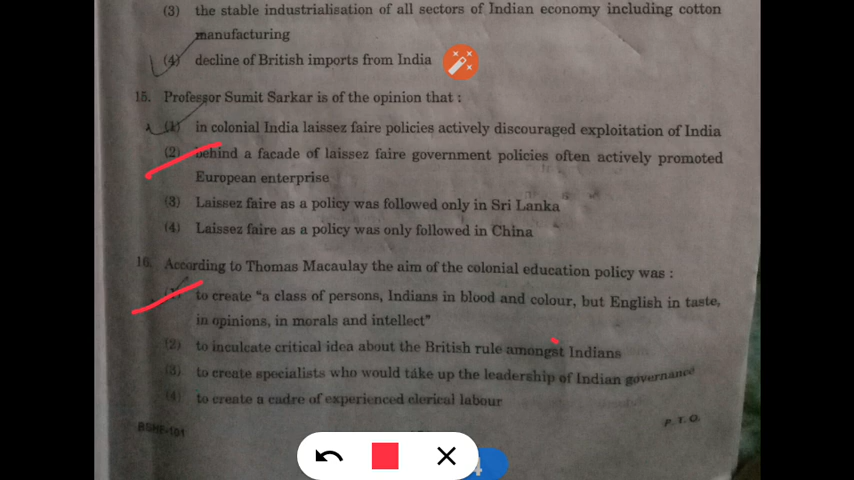 (3) the stable industrialisation of all sectors of Indian economy including cotton
manufacturing
(4) decline of British imports from India
15. Professor Sumit Sarkar is of the opinion that :
(1) in colonial India laissez faire policies actively discouraged exploitation of India
(2) behind a facade of laissez faire government policies often actively promoted
European enterprise
(3) Laissez faire as a policy was followed only in Sri Lanka
(4) Laissez faire as a policy was only followed in China
16. According to Thomas Macaulay the aim of the colonial education policy was :
(1) to create "a class of persons, Indians in blood and colour, but English in taste,
in opinions, in morals and intellect"
(2) to inculcate critical idea about the British rule amongst Indians
(3) to create specialists who would take up the leadership of Indian governance
(4) to create a cadre of experienced clerical labour
P. T. O.